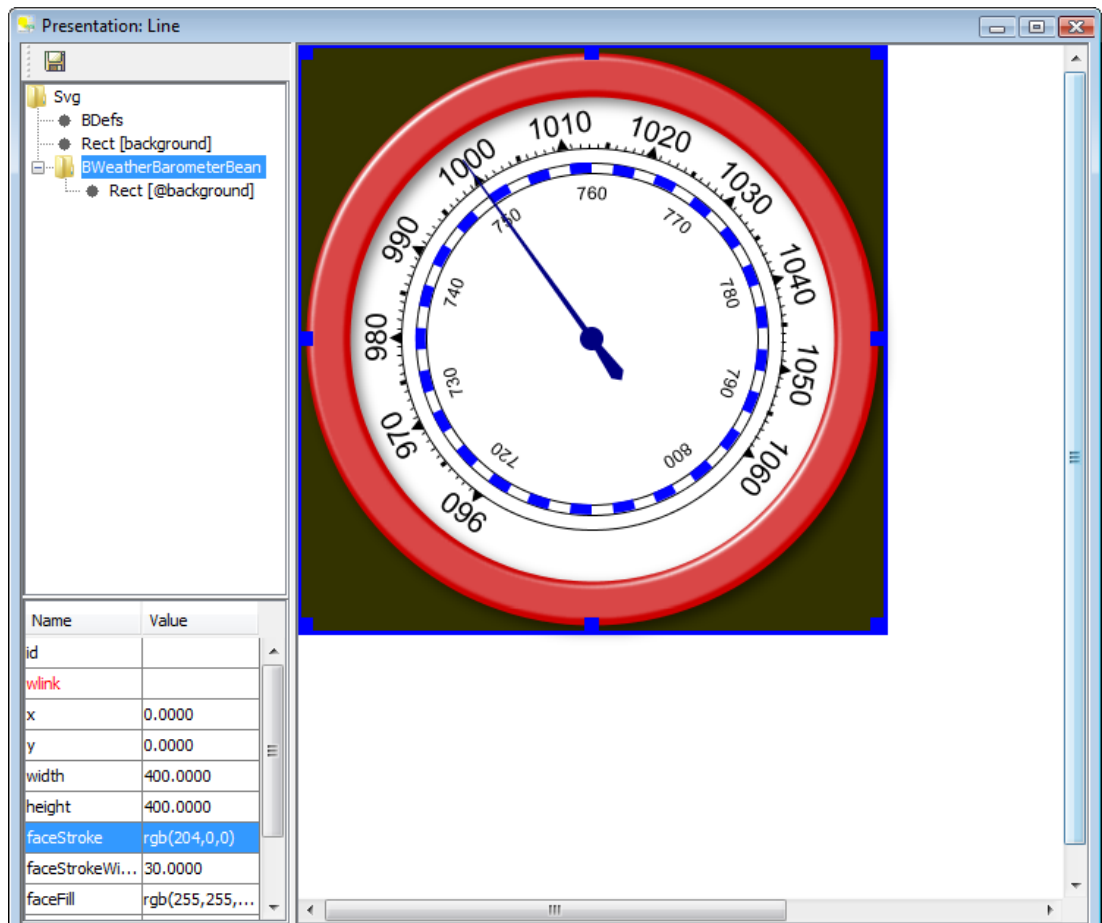 Presentation: Line
Svg
BDefs
Rect [background]
BWeatherBarometerBean
Rect [@background]
Name Value
id
wlink
x 0.0000
y 0.0000
width 400.0000
height 400.0000
faceStroke rgb(204,0,0)
faceStrokeWi... 30.0000
faceFill rgb(255,255,...
960
970
980
990
1000
1010
1020
1030
1040
1050
1060
720
730
740
750
760
770
780
790
800